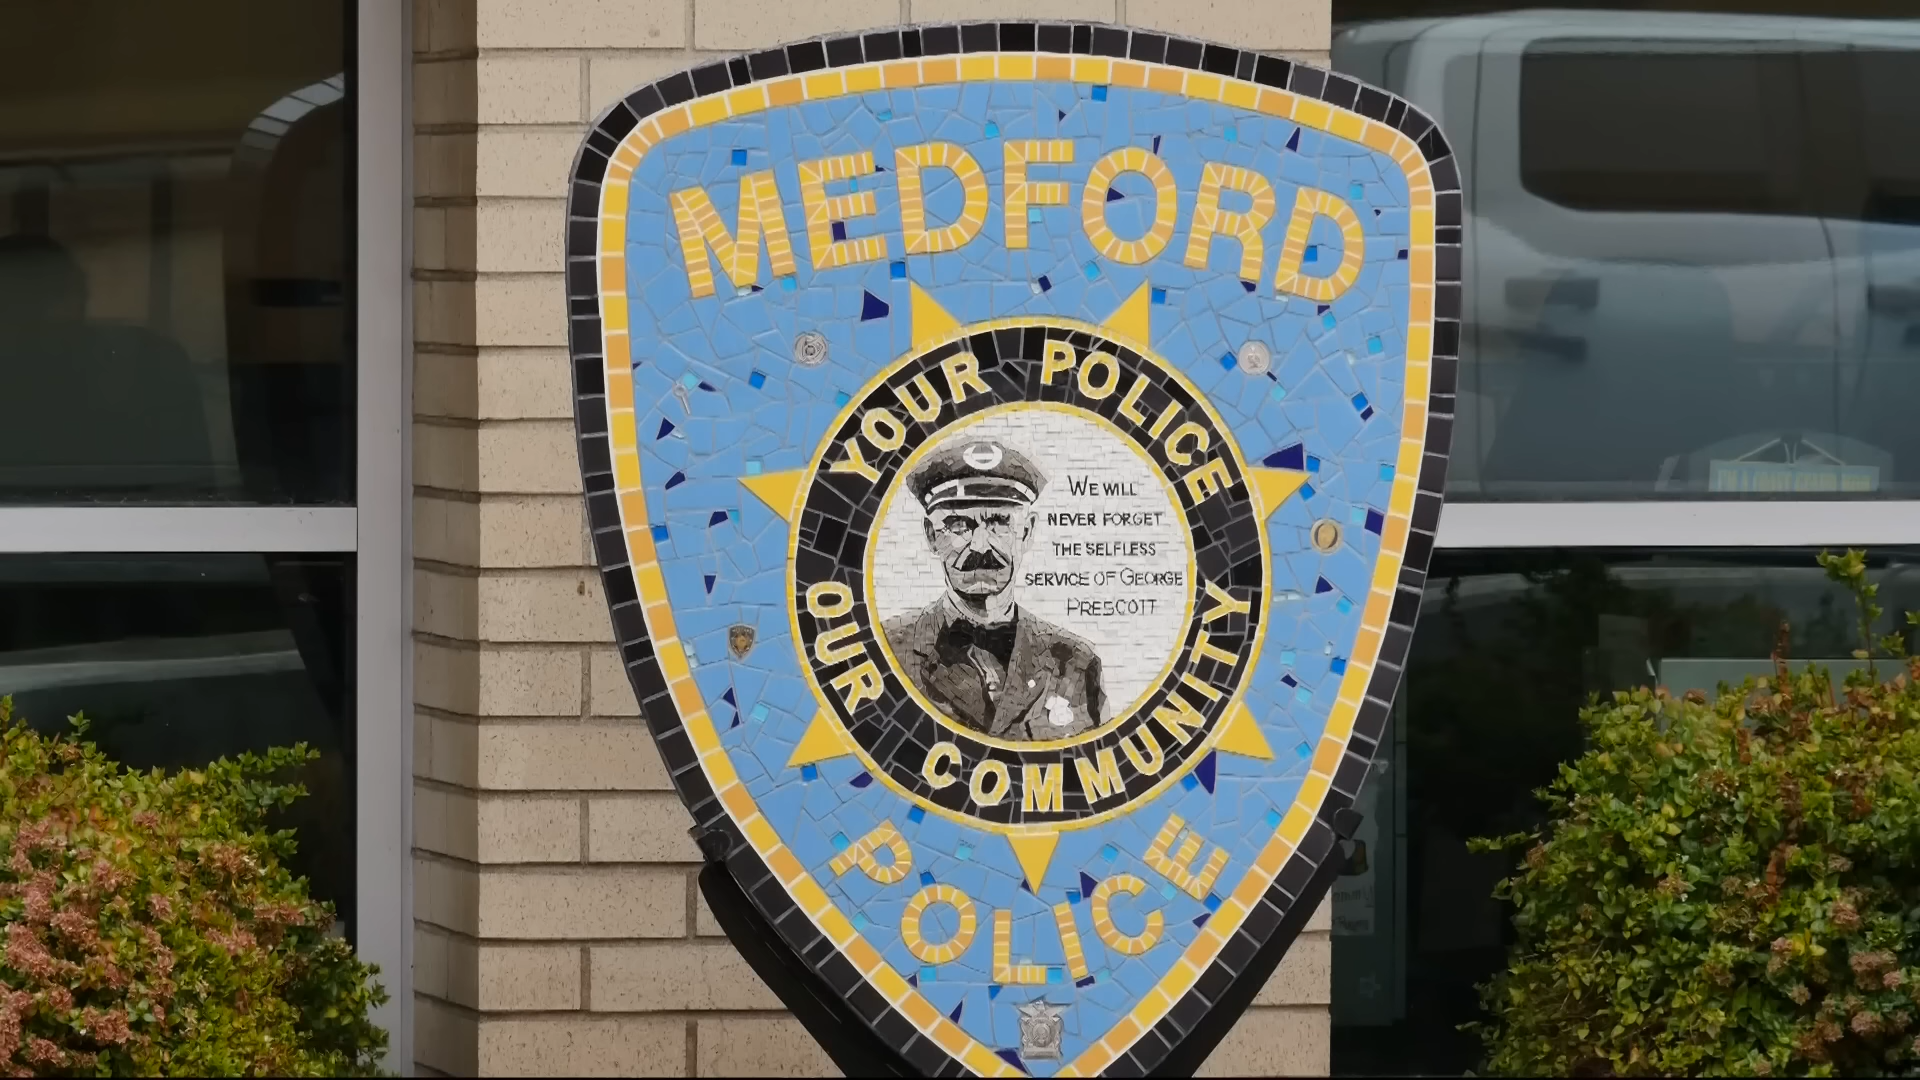 MEDFORD
YOUR POLICE
WE WILL
NEVER FORGET
THE SELFLESS
SERVICE OF GEORGE
PRESCOTT
OUR COMMUNITY
POLICE